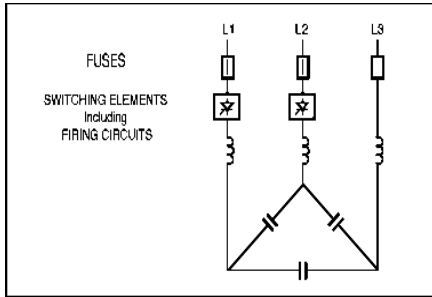 L1 L2 L3
FUSES
SWITCHING ELEMENTS
Including
FIRING CIRCUITS